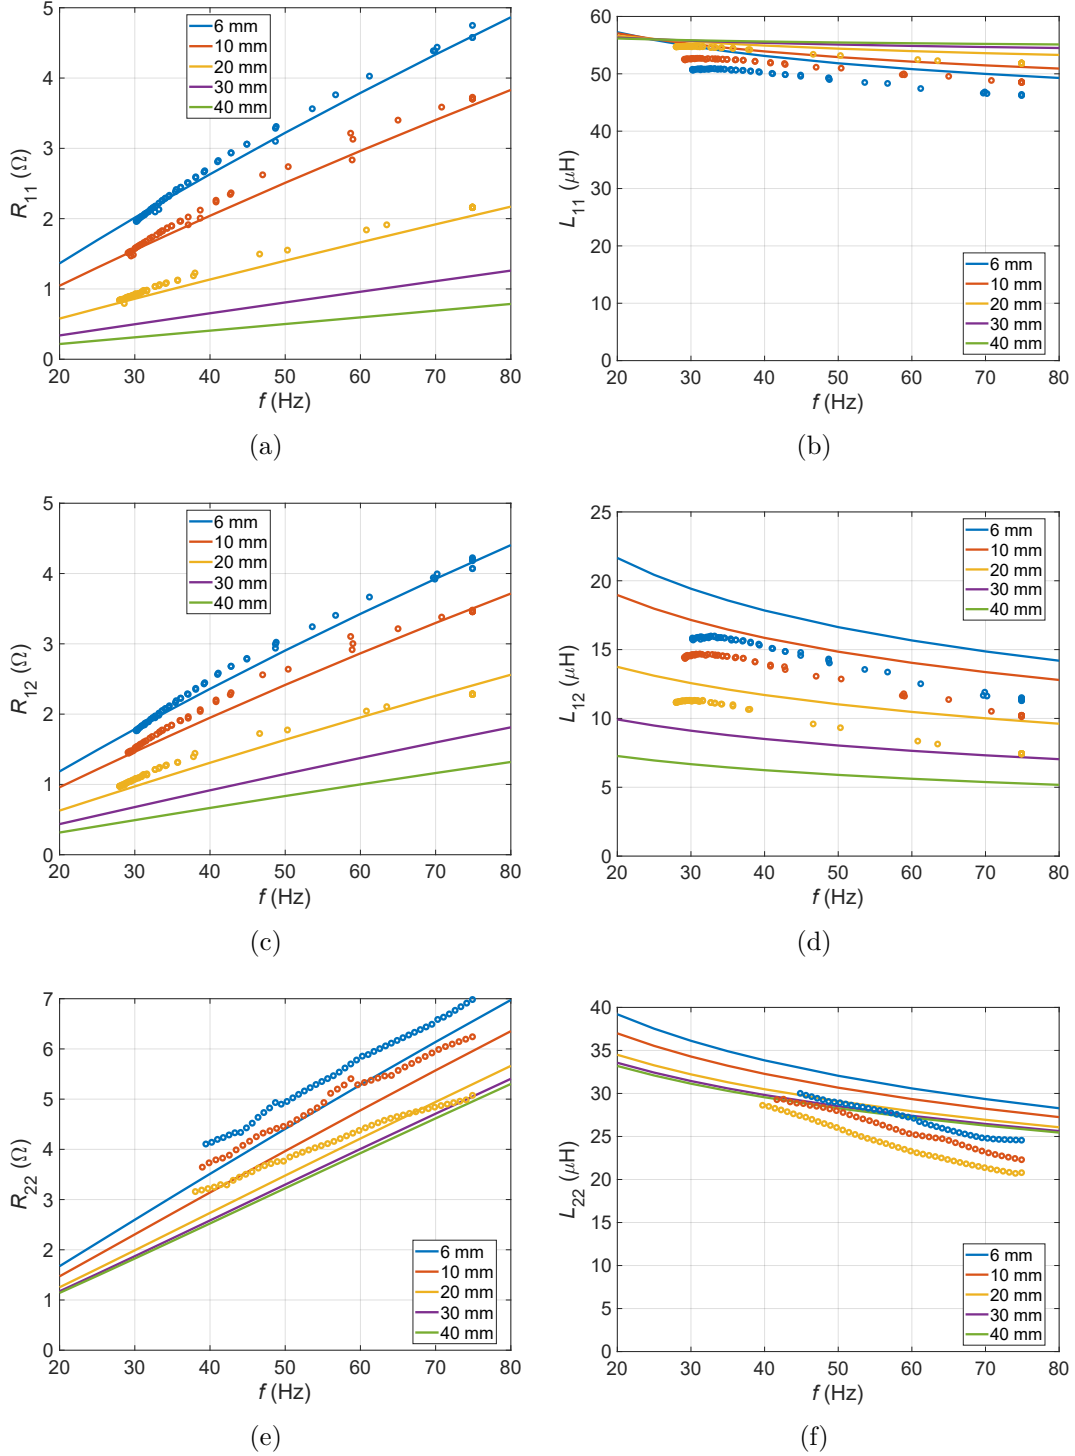 5
4
3
2
1
0
R11 (Ω)
6 mm
10 mm
20 mm
30 mm
40 mm
20 30 40 50 60 70 80
f (Hz)
(a)
60
50
40
30
20
10
0
L11 (μH)
6 mm
10 mm
20 mm
30 mm
40 mm
20 30 40 50 60 70 80
f (Hz)
(b)
5
4
3
2
1
0
R12 (Ω)
6 mm
10 mm
20 mm
30 mm
40 mm
20 30 40 50 60 70 80
f (Hz)
(c)
25
20
15
10
5
0
L12 (μH)
6 mm
10 mm
20 mm
30 mm
40 mm
20 30 40 50 60 70 80
f (Hz)
(d)
7
6
5
4
3
2
1
0
R22 (Ω)
6 mm
10 mm
20 mm
30 mm
40 mm
20 30 40 50 60 70 80
f (Hz)
(e)
40
35
30
25
20
15
10
5
0
L22 (μH)
6 mm
10 mm
20 mm
30 mm
40 mm
20 30 40 50 60 70 80
f (Hz)
(f)